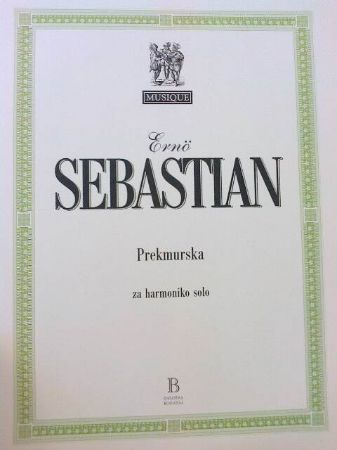 MUSIQUE
Ernö
SEBASTIAN
Prekmurska
za harmoniko solo
B